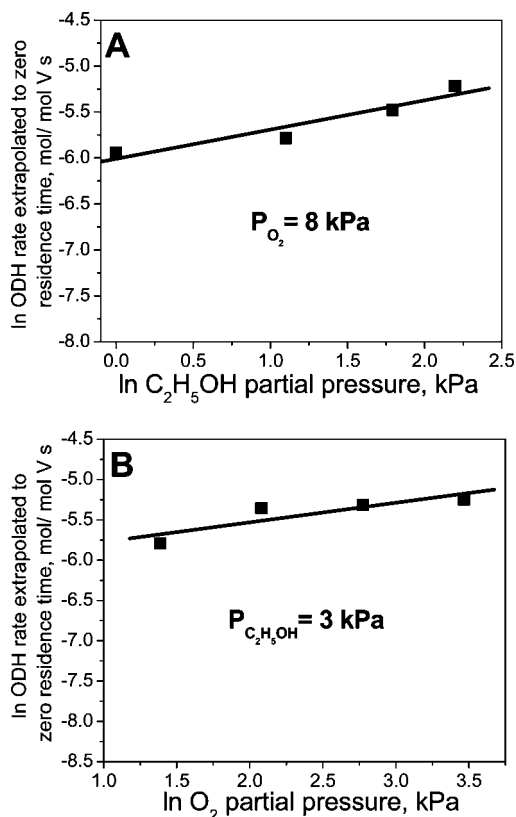 A
-4.5
-5.0
-5.5
-6.0
-6.5
-7.0
-7.5
-8.0
ln ODH rate extrapolated to zero
residence time, mol/ mol V s
P_O₂ = 8 kPa
0.0 0.5 1.0 1.5 2.0 2.5
ln C₂H₅OH partial pressure, kPa
B
-4.5
-5.0
-5.5
-6.0
-6.5
-7.0
-7.5
-8.0
-8.5
ln ODH rate extrapolated to
zero residence time, mol/ mol V s
P_C₂H₅OH = 3 kPa
1.0 1.5 2.0 2.5 3.0 3.5
ln O₂ partial pressure, kPa